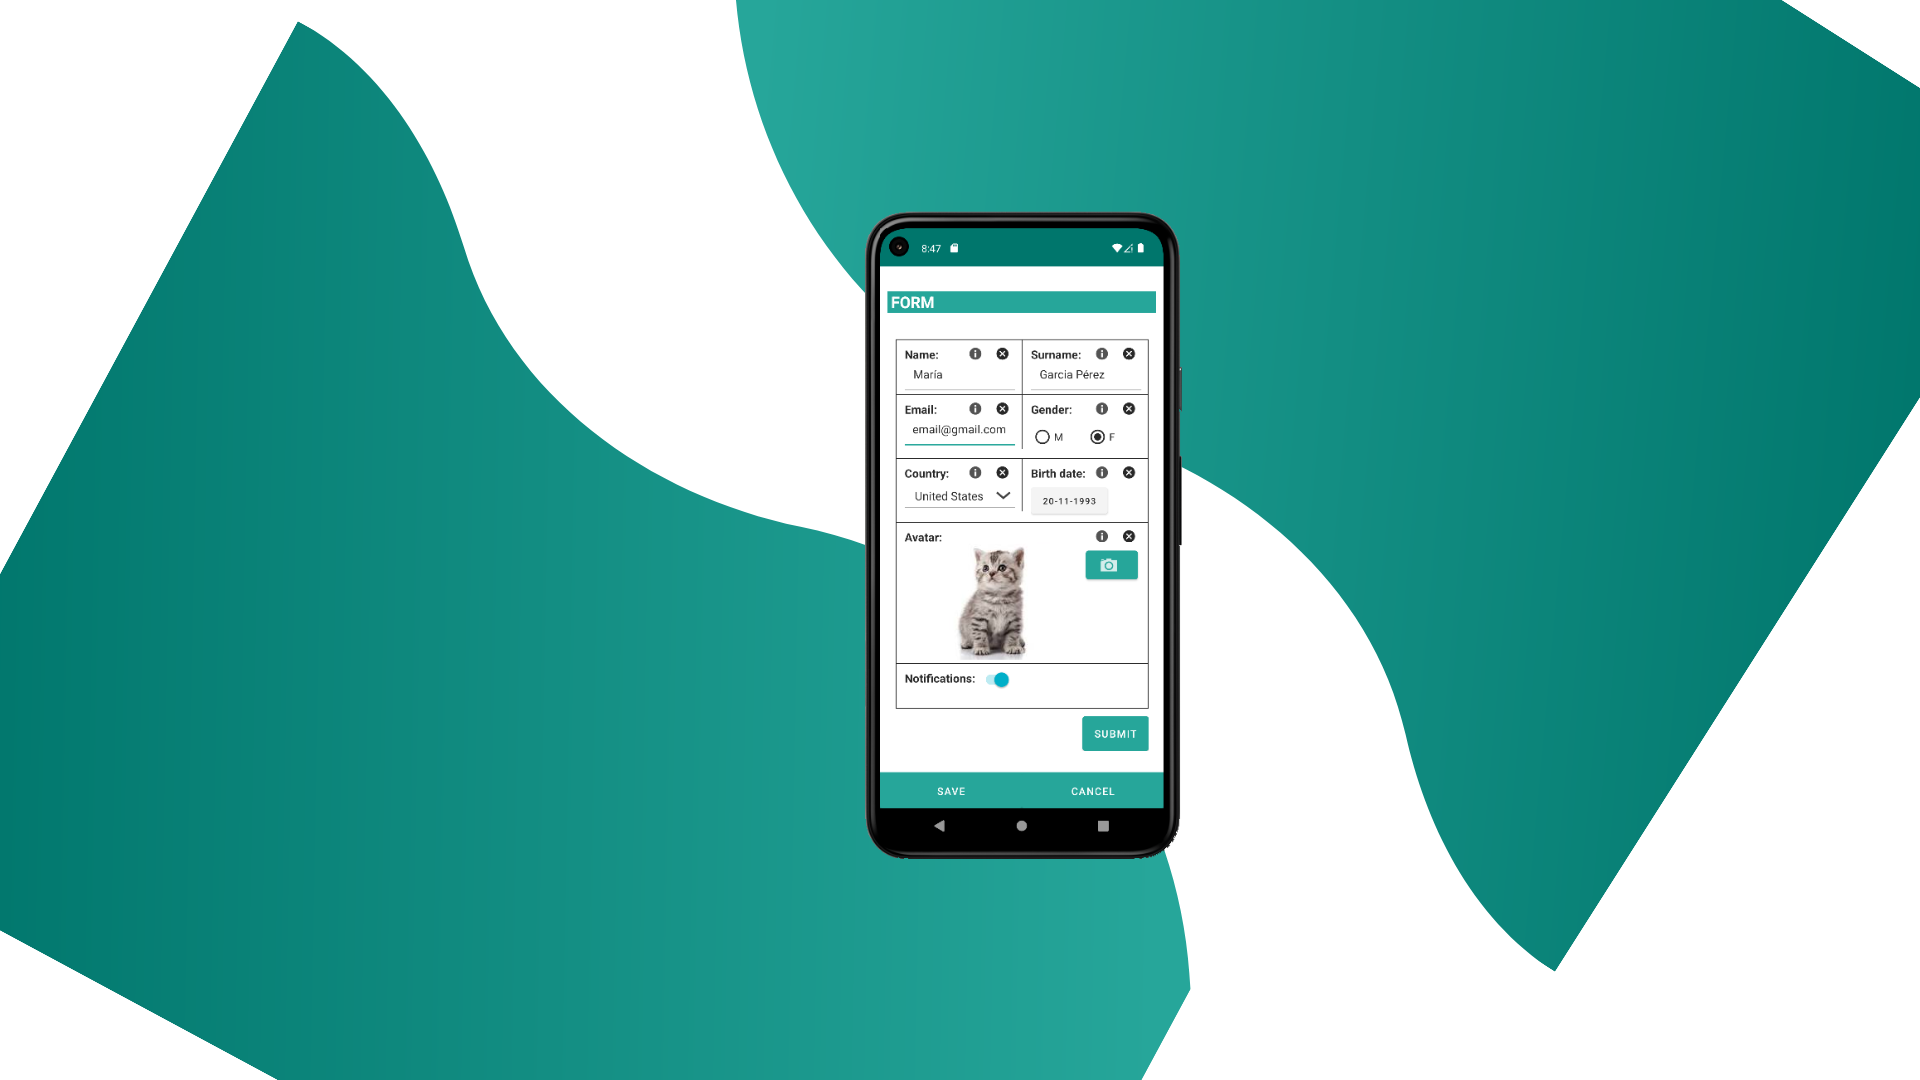 8:47
FORM
Name:
María
Surname:
Garcia Pérez
Email:
email@gmail.com
Gender:
M
F
Country:
United States
Birth date:
20-11-1993
Avatar:
Notifications:
SUBMIT
SAVE
CANCEL